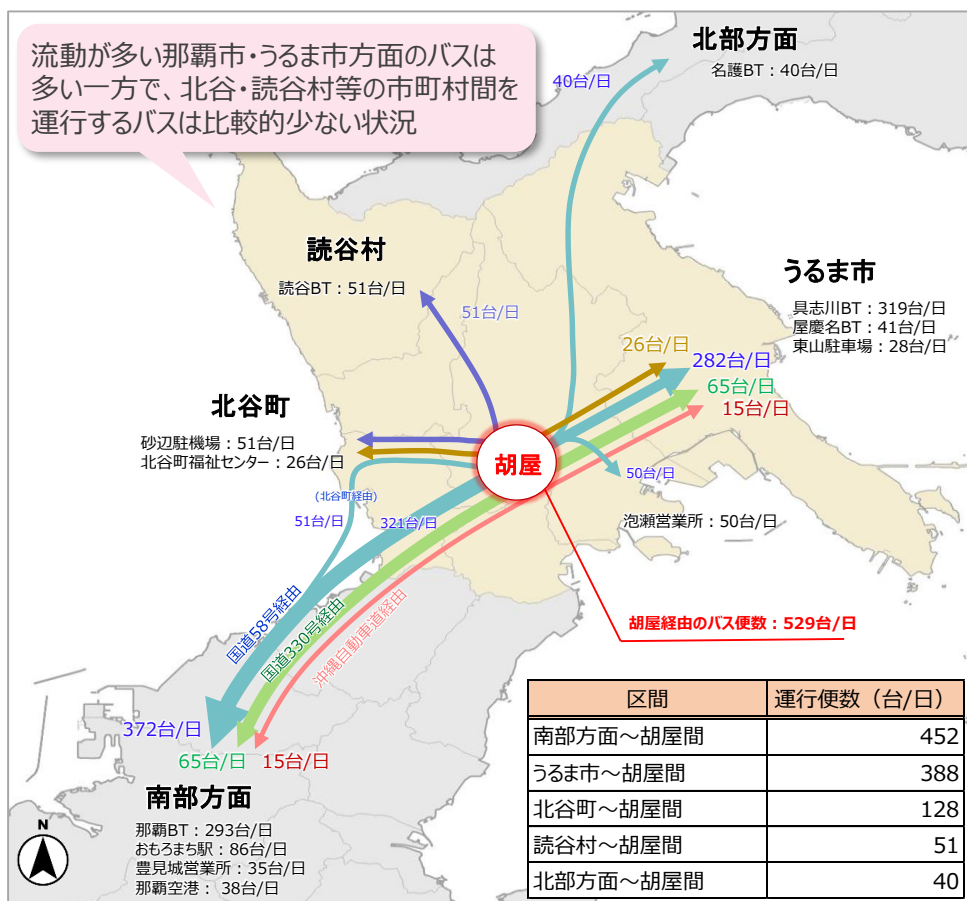 流動が多い那覇市・うるま市方面のバスは
多い一方で、北谷・読谷村等の市町村間を
運行するバスは比較的少ない状況
北部方面
名護BT：40台/日
40台/日
読谷村
読谷BT：51台/日
51台/日
うるま市
具志川BT：319台/日
屋慶名BT：41台/日
東山駐車場：28台/日
26台/日
282台/日
65台/日
15台/日
北谷町
砂辺駐機場：51台/日
北谷町福祉センター：26台/日
胡屋
(北谷町経由)
51台/日
321台/日
50台/日
泡瀬営業所：50台/日
胡屋経由のバス便数：529台/日
国道58号経由
国道330号経由
沖縄自動車道経由
372台/日
65台/日
15台/日
南部方面
那覇BT：293台/日
おもろまち駅：86台/日
豊見城営業所：35台/日
那覇空港： 38台/日
N
区間 運行便数（台/日）
南部方面～胡屋間 452
うるま市～胡屋間 388
北谷町～胡屋間 128
読谷村～胡屋間 51
北部方面～胡屋間 40